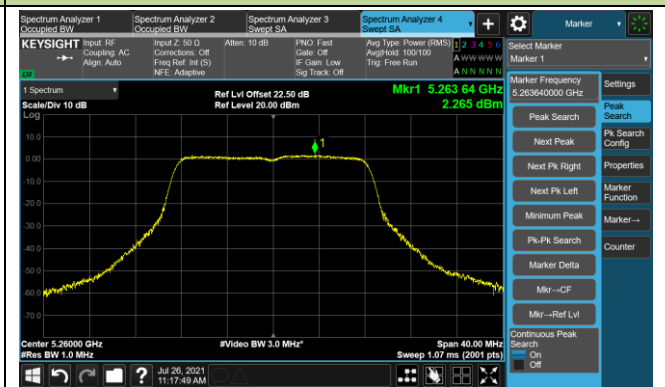 Spectrum Analyzer 1 Spectrum Analyzer 2 Spectrum Analyzer 3 Spectrum Analyzer 4 Marker
Occupied BW Occupied BW Swept SA Swept SA
KEYSIGHT Input: RF Input Z: 50 Ω Atten: 10 dB PNO: Fast Avg Type: Power (RMS) 1 2 3 4 5 6 Select Marker
Coupling: AC Corrections: Off Gate: Off Avg|Hold: 100/100 A W W W W W Marker 1
Align: Auto Freq Ref: Int (S) IF Gain: Low Trig: Free Run
NFE: Adaptive Sig Track: Off A N N N N N
1 Spectrum Ref Lvl Offset 22.50 dB Mkr1 5.263 64 GHz Marker Frequency Settings
5.263640000 GHz
Scale/Div 10 dB Ref Level 20.00 dBm 2.265 dBm Peak Search
Log
Peak Search
10.0 1 Next Peak Pk Search Config
0.00 Next Pk Right Properties
-10.0
-20.0 Next Pk Left Marker Function
-30.0 Minimum Peak Marker→
-40.0 Pk-Pk Search Counter
-50.0 Marker Delta
-60.0 Mkr→CF
-70.0 Mkr→Ref Lvl
Center 5.26000 GHz #Video BW 3.0 MHz* Span 40.00 MHz Continuous Peak Search
#Res BW 1.0 MHz Sweep 1.07 ms (2001 pts) On
Off
? Jul 26, 2021
11:17:49 AM